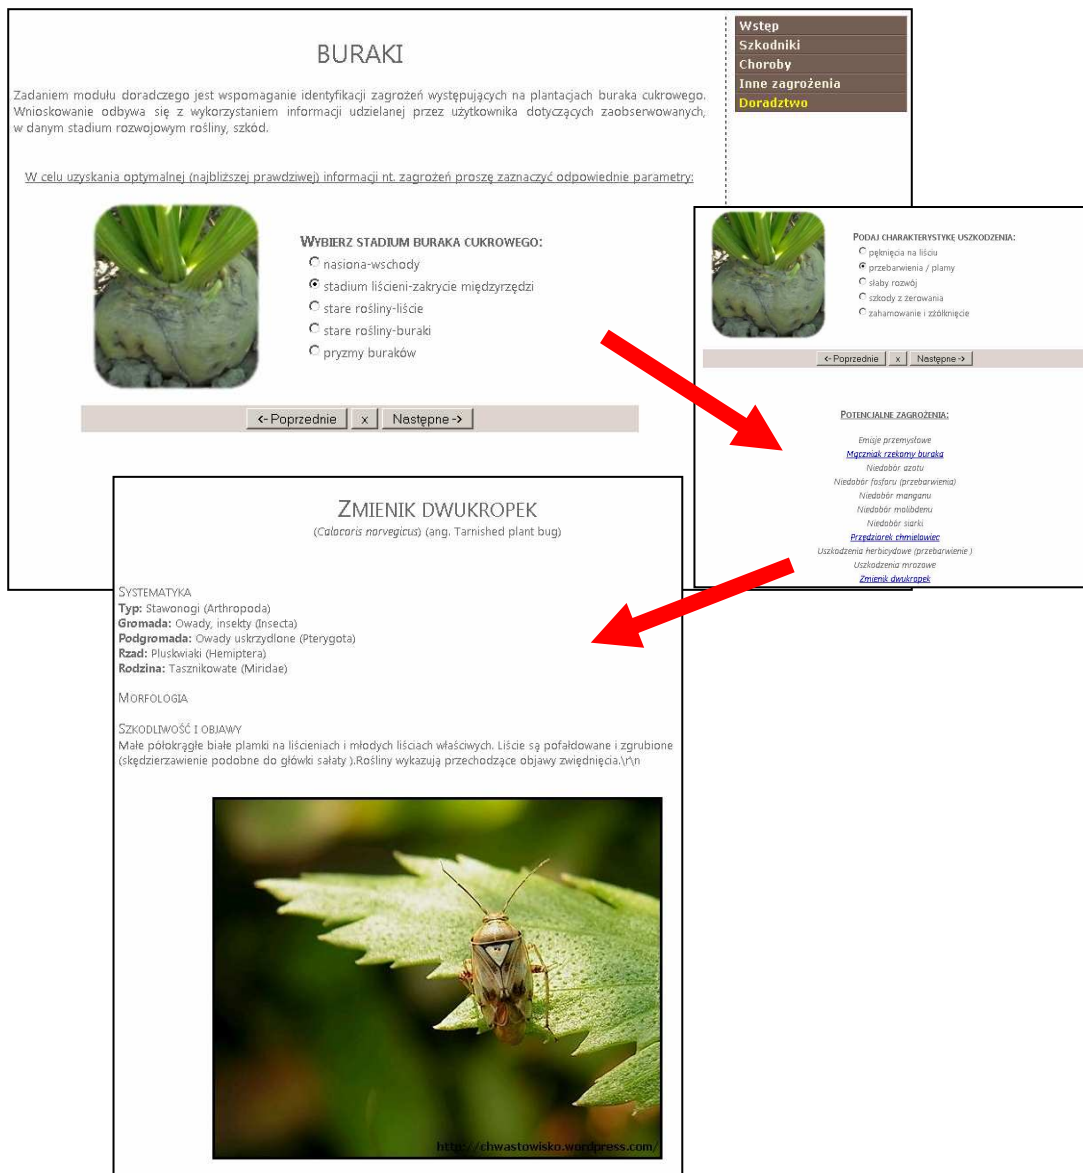 BURAKI
Zadaniem modułu doradczego jest wspomaganie identyfikacji zagrożeń występujących na plantacjach buraka cukrowego.
Wnioskowanie odbywa się z wykorzystaniem informacji udzielanej przez użytkownika dotyczących zaobserwowanych,
w danym stadium rozwojowym rośliny, szkód.
W celu uzyskania optymalnej (najbliższej prawdziwej) informacji nt. zagrożeń proszę zaznaczyć odpowiednie parametry:
WYBIERZ STADIUM BURAKA CUKROWEGO:
nasiona-wschody
stadium liścieni-zakrycie międzyrzędzi
stare rośliny-liście
stare rośliny-buraki
pryzmy buraków
<-Poprzednie
x
Następne->
Wstęp
Szkodniki
Choroby
Inne zagrożenia
Doradztwo
PODAJ CHARAKTERYSTYKĘ USZKODZENIA:
pęknięcia na liściu
przebarwienia / plamy
słaby rozwój
szkody z żerowania
zahamowanie i zżółknięcie
<-Poprzednie
x
Następne->
POTENCJALNE ZAGROŻENIA:
Emisje przemysłowe
Mączniak rzekomy buraka
Niedobór azotu
Niedobór fosforu (przebarwienia)
Niedobór manganu
Niedobór molibdenu
Niedobór siarki
Przędziorek chmielowiec
Uszkodzenia herbicydowe (przebarwienie )
Uszkodzenia mrozowe
Zmienik dwukropek
ZMIENIK DWUKROPEK
(Calocoris norvegicus) (ang. Tarnished plant bug)
SYSTEMATYKA
Typ: Stawonogi (Arthropoda)
Gromada: Owady, insekty (Insecta)
Podgromada: Owady uskrzydlone (Pterygota)
Rzad: Pluskwiaki (Hemiptera)
Rodzina: Tasznikowate (Miridae)
MORFOLOGIA
SZKODLIWOŚĆ I OBJAWY
Małe półokrągłe białe plamki na liścieniach i młodych liściach właściwych. Liście są pofałdowane i zgrubione
(skędzierzawienie podobne do główki sałaty ).Rośliny wykazują przechodzące objawy zwiędnięcia.\r\n
http://chwastowisko.wordpress.com/